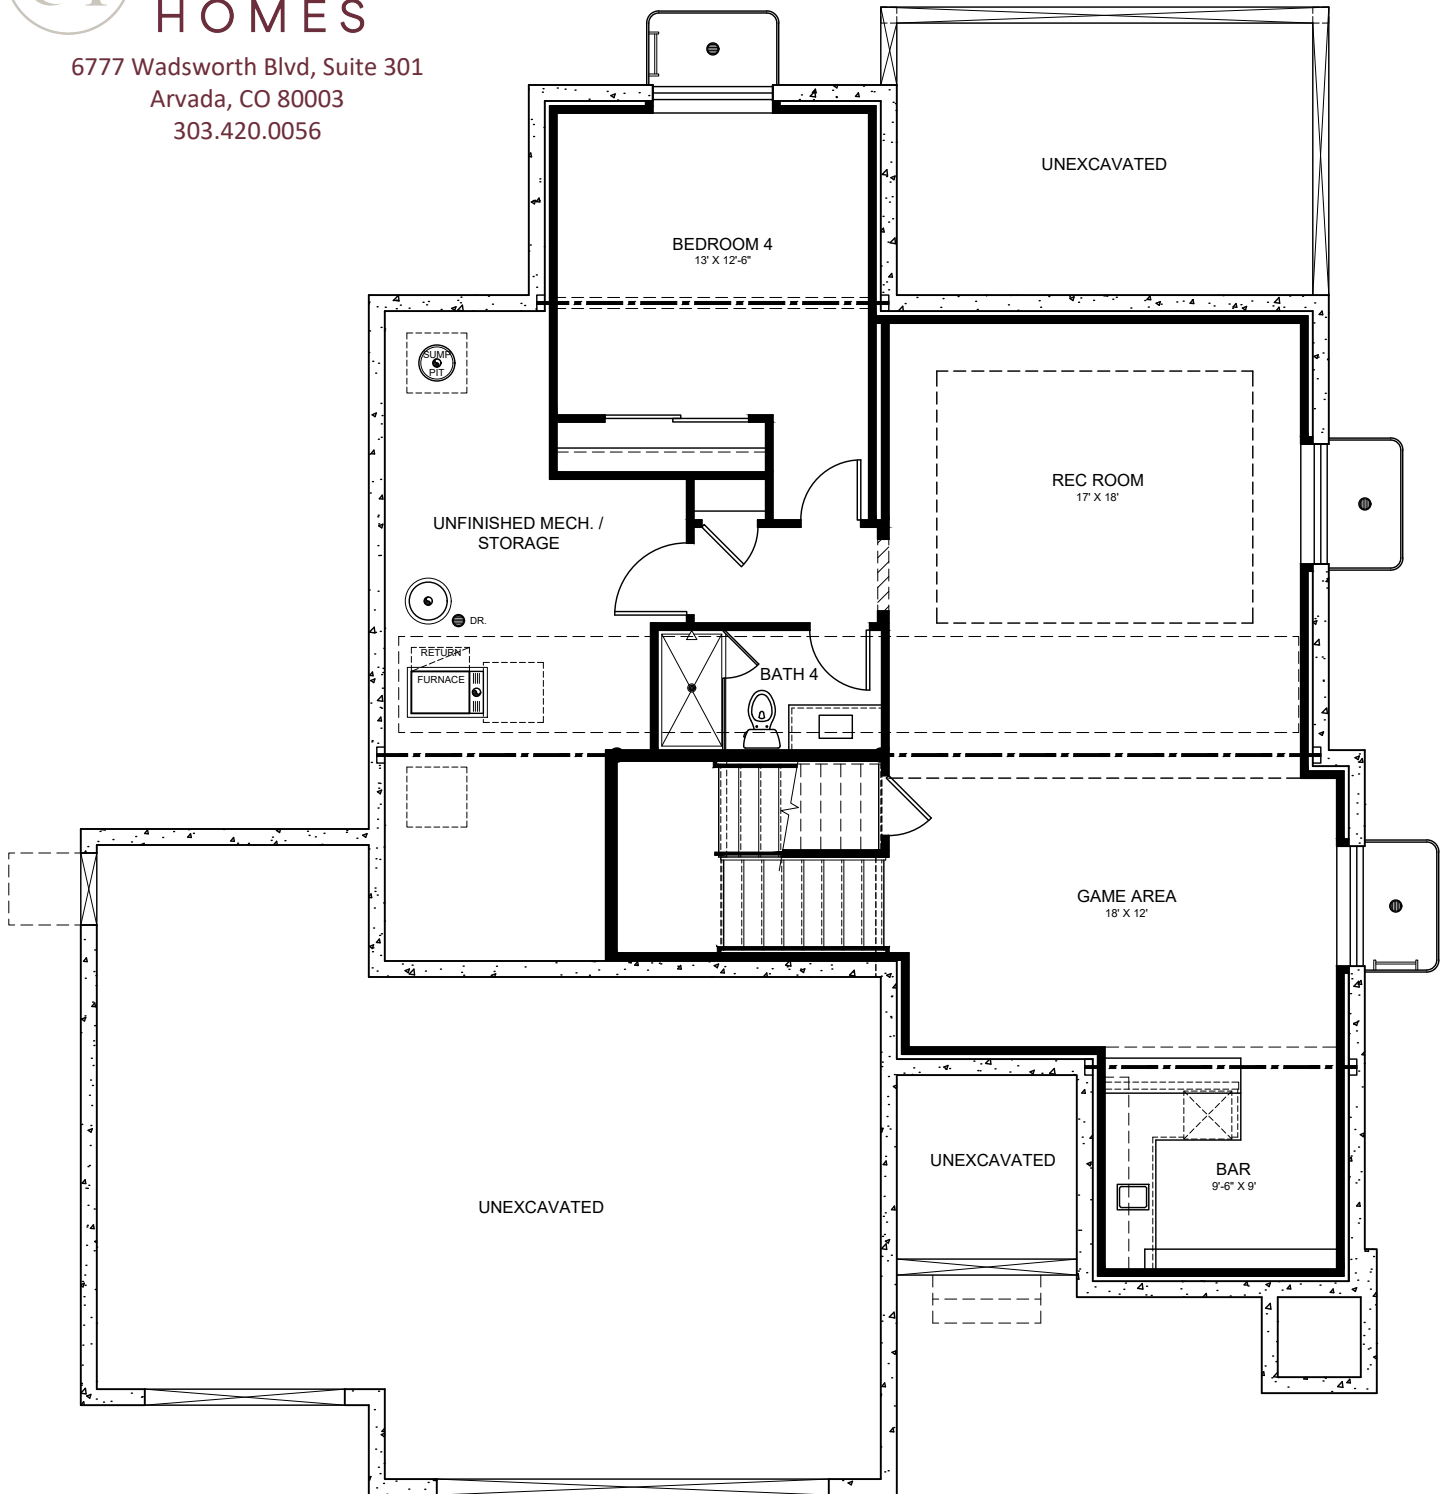 HOMES
6777 Wadsworth Blvd, Suite 301
Arvada, CO 80003
303.420.0056
UNEXCAVATED
BEDROOM 4
13' X 12'-6"
SUMP
PIT
REC ROOM
17' X 18'
UNFINISHED MECH. /
STORAGE
DR.
RETURN
FURNACE
BATH 4
GAME AREA
18' X 12'
UNEXCAVATED
BAR
9'-6" X 9'
UNEXCAVATED